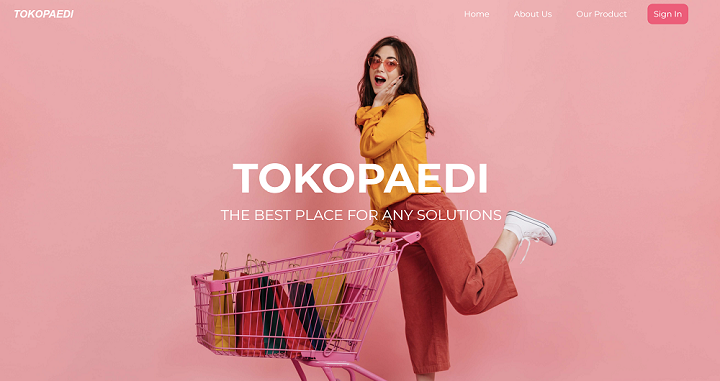 TOKOPAEDI
Home
About Us
Our Product
Sign In
TOKOPAEDI
THE BEST PLACE FOR ANY SOLUTIONS